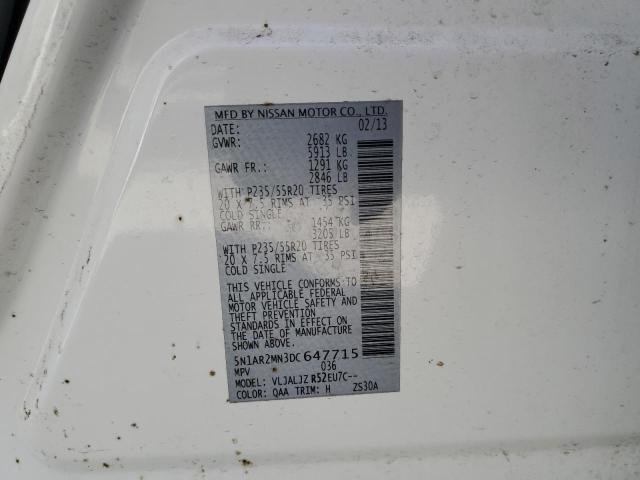 MFD BY NISSAN MOTOR CO., LTD.
DATE: 02/13
GVWR: 2682 KG
5913 LB
GAWR FR.: 1291 KG
2846 LB
WITH P235/55R20 TIRES
20 X 7.5 RIMS AT 35 PSI
COLD SINGLE
GAWR RR.: 1454 KG
3205 LB
WITH P235/55R20 TIRES
20 X 7.5 RIMS AT 35 PSI
COLD SINGLE
THIS VEHICLE CONFORMS TO
ALL APPLICABLE FEDERAL
MOTOR VEHICLE SAFETY AND
THEFT PREVENTION
STANDARDS IN EFFECT ON
THE DATE OF MANUFACTURE
SHOWN ABOVE.
5N1AR2MN3DC647715
MPV 036
MODEL: VLJALJZ R52EU7C--
COLOR: QAA TRIM: H ZS30A